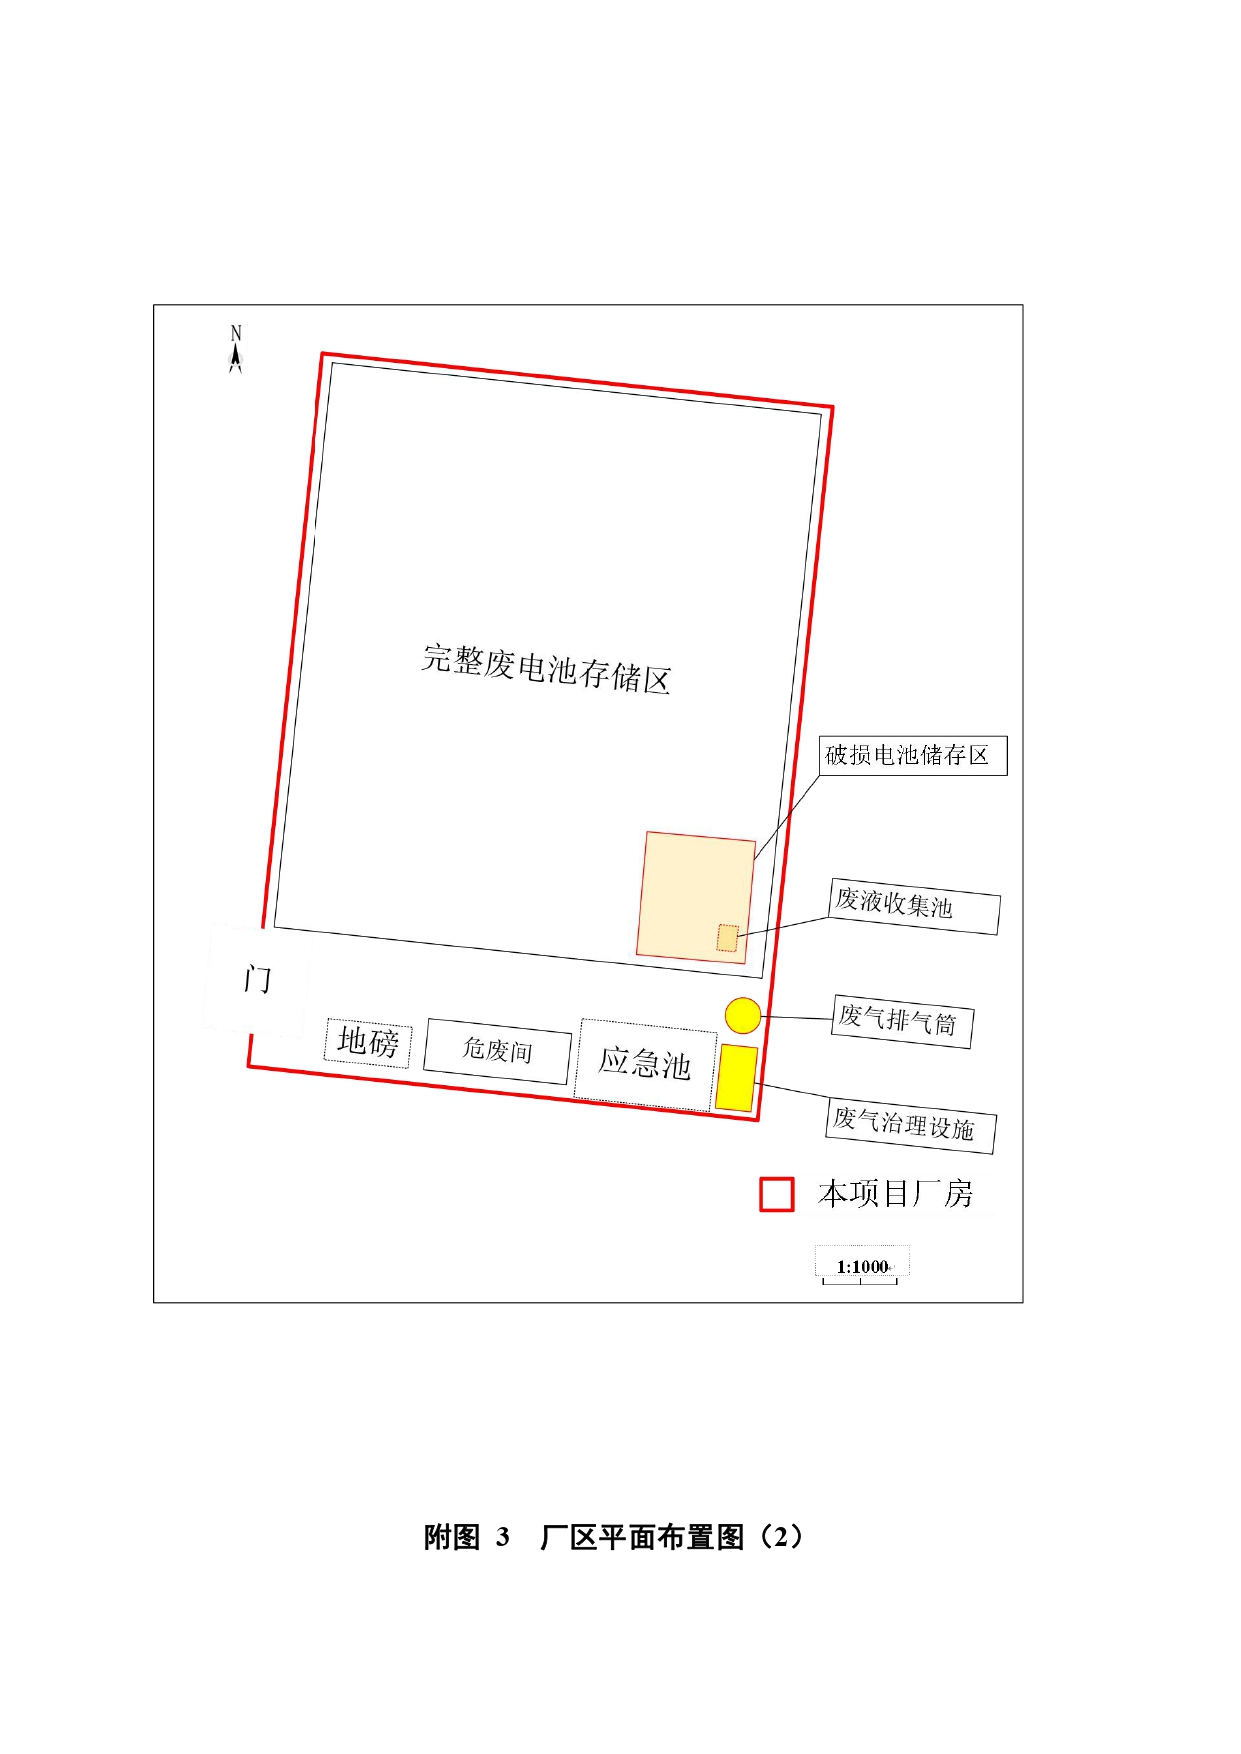 N
完整废电池存储区
破损电池储存区
废液收集池
门
废气排气筒
地磅
危废间
应急池
废气治理设施
本项目厂房
1:1000
附图 3 厂区平面布置图（2）